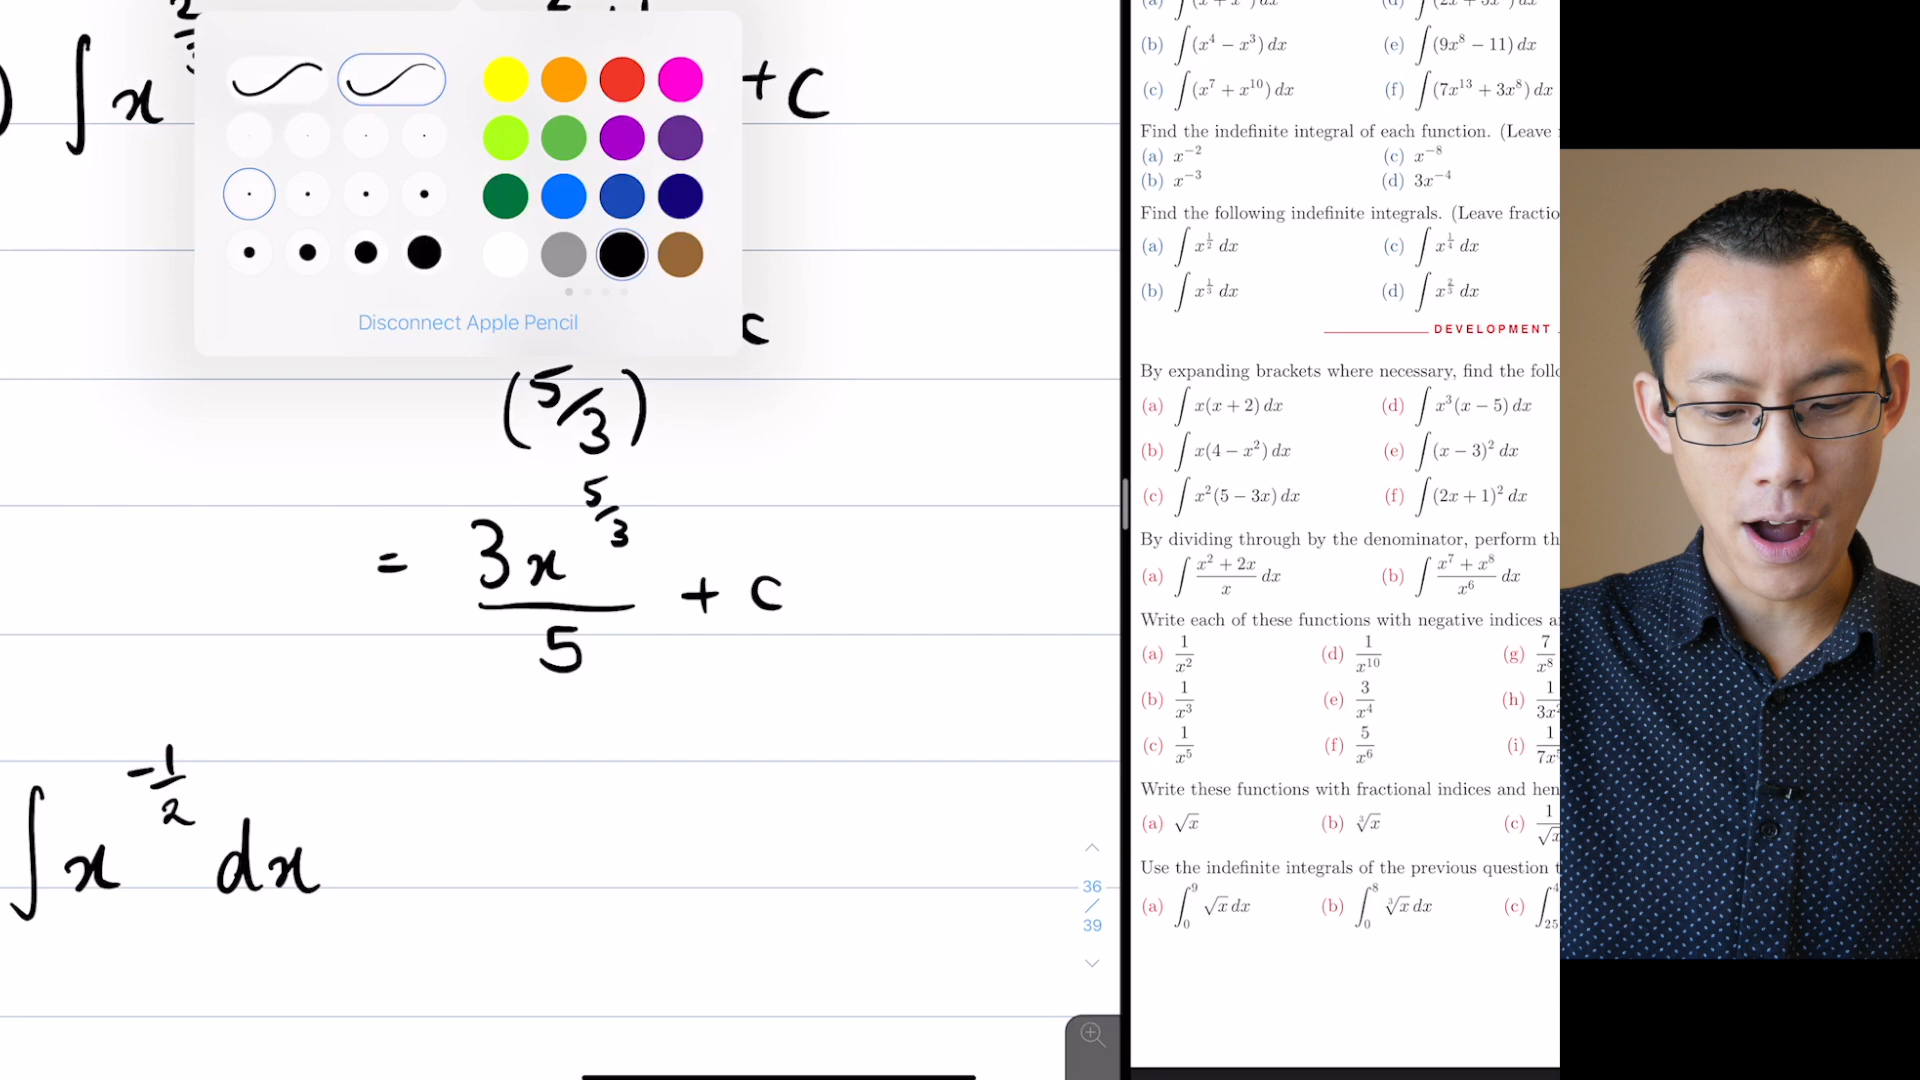 ∫x + C
Disconnect Apple Pencil
c
(5/3)
= 3x^{5/3}/5 + C
∫x^{-1/2} dx
36
/
39
(b) ∫(x⁴ − x³) dx (e) ∫(9x⁸ − 11) dx
(c) ∫(x⁷ + x¹⁰) dx (f) ∫(7x¹³ + 3x⁸) dx
Find the indefinite integral of each function. (Leave
(a) x⁻² (c) x⁻⁸
(b) x⁻³ (d) 3x⁻⁴
Find the following indefinite integrals. (Leave fractio
(a) ∫x^{1/2} dx (c) ∫x^{1/4} dx
(b) ∫x^{1/3} dx (d) ∫x^{2/3} dx
DEVELOPMENT
By expanding brackets where necessary, find the foll
(a) ∫x(x + 2) dx (d) ∫x³(x − 5) dx
(b) ∫x(4 − x²) dx (e) ∫(x − 3)² dx
(c) ∫x²(5 − 3x) dx (f) ∫(2x + 1)² dx
By dividing through by the denominator, perform th
(a) ∫(x² + 2x)/x dx (b) ∫(x⁷ + x⁸)/x⁶ dx
Write each of these functions with negative indices a
(a) 1/x² (d) 1/x¹⁰ (g) 7/x⁸
(b) 1/x³ (e) 3/x⁴ (h) 1/3x²
(c) 1/x⁵ (f) 5/x⁶ (i) 1/7x
Write these functions with fractional indices and hen
(a) √x (b) ∛x (c) 1/√x
Use the indefinite integrals of the previous question
(a) ∫₀⁹ √x dx (b) ∫₀⁸ ∛x dx (c) ∫₂₅⁴